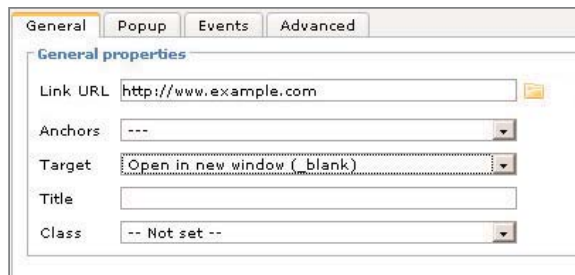 General Popup Events Advanced
General properties
Link URL http://www.example.com
Anchors ---
Target Open in new window (_blank)
Title
Class -- Not set --